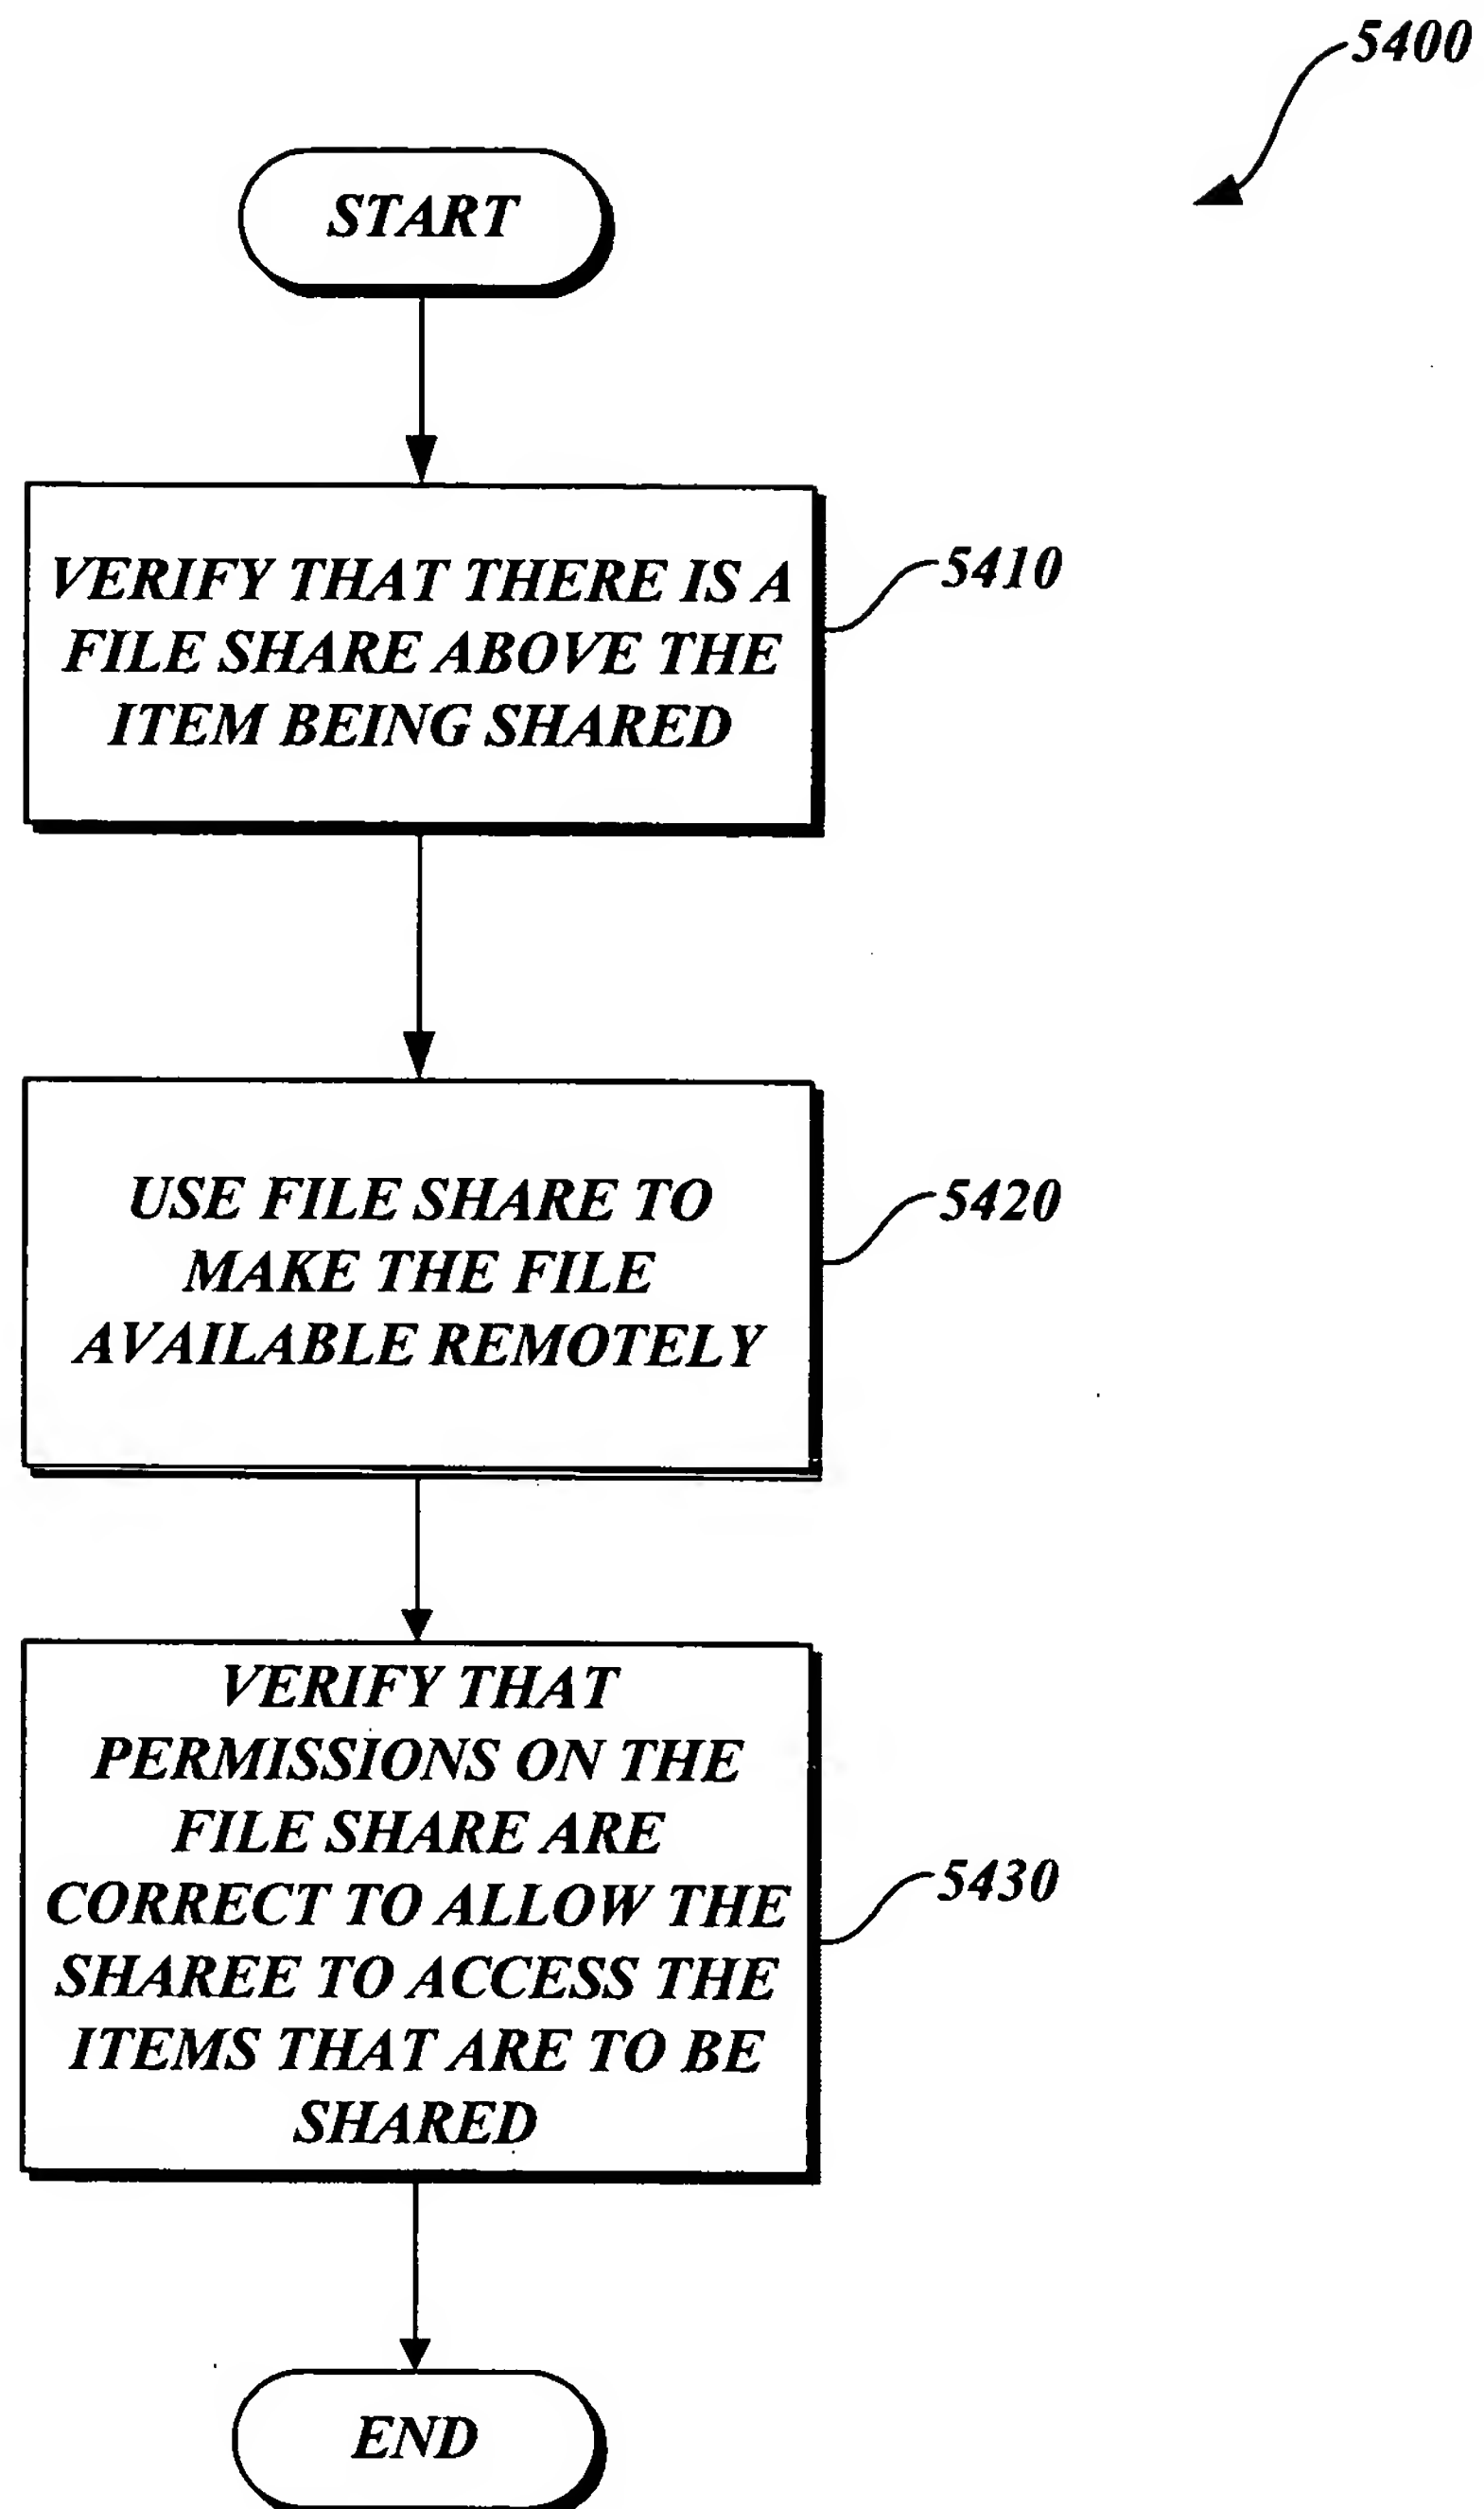 5400
START
VERIFY THAT THERE IS A
FILE SHARE ABOVE THE
ITEM BEING SHARED
5410
USE FILE SHARE TO
MAKE THE FILE
AVAILABLE REMOTELY
5420
VERIFY THAT
PERMISSIONS ON THE
FILE SHARE ARE
CORRECT TO ALLOW THE
SHAREE TO ACCESS THE
ITEMS THAT ARE TO BE
SHARED
5430
END